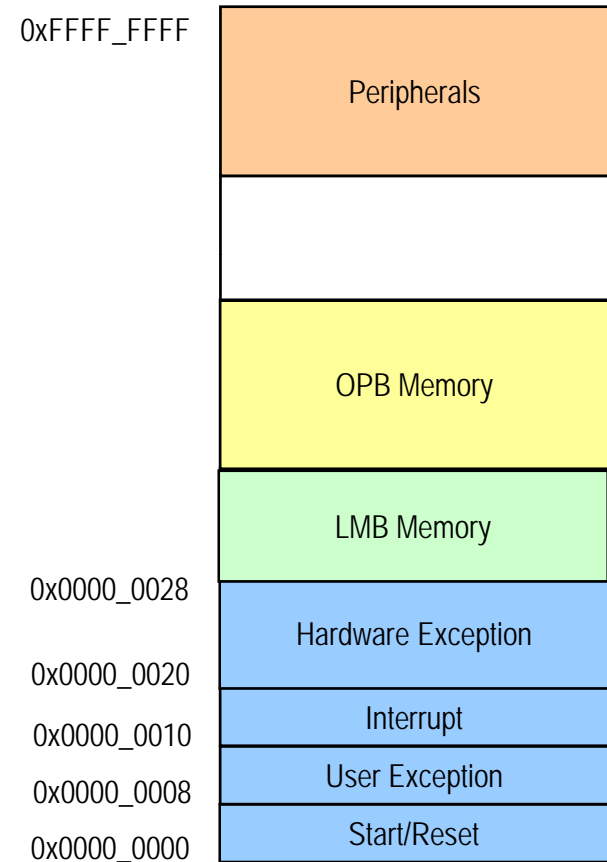 0xFFFF_FFFF
Peripherals
OPB Memory
LMB Memory
0x0000_0028
Hardware Exception
0x0000_0020
Interrupt
0x0000_0010
User Exception
0x0000_0008
Start/Reset
0x0000_0000